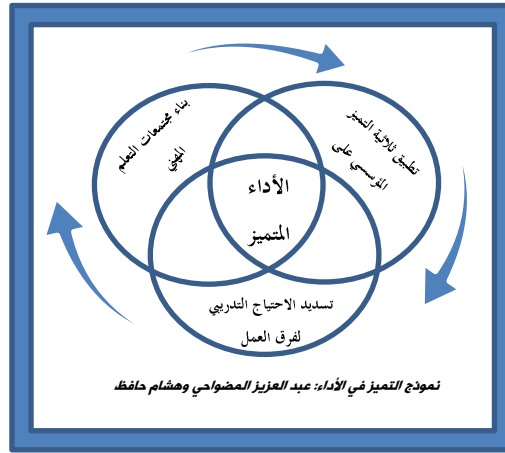 تطبيق ثلاثية التميز
المؤسسي على
بناء مجتمعات التعلم
المهني
الأداء
المتميز
تسديد الاحتياج التدريبي
لفرق العمل
نموذج التميز في الأداء: عبد العزيز المضواحي وهشام حافظ